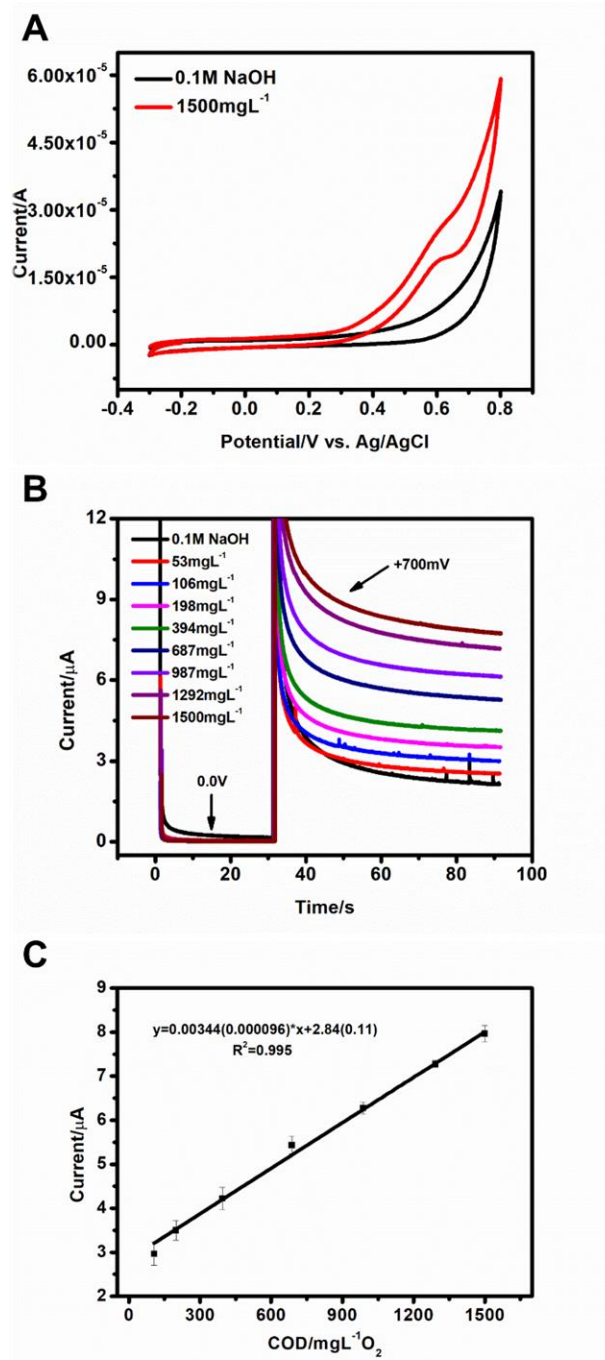 A
6.00x10⁻⁵
4.50x10⁻⁵
3.00x10⁻⁵
1.50x10⁻⁵
0.00
Current/A
0.1M NaOH
1500mgL⁻¹
-0.4 -0.2 0.0 0.2 0.4 0.6 0.8
Potential/V vs. Ag/AgCl
B
12
9
6
3
0
Current/µA
0.1M NaOH
53mgL⁻¹
106mgL⁻¹
198mgL⁻¹
394mgL⁻¹
687mgL⁻¹
987mgL⁻¹
1292mgL⁻¹
1500mgL⁻¹
+700mV
0.0V
0 20 40 60 80 100
Time/s
C
9
8
7
6
5
4
3
2
Current/µA
y=0.00344(0.000096)*x+2.84(0.11)
R²=0.995
0 300 600 900 1200 1500
COD/mgL⁻¹O₂